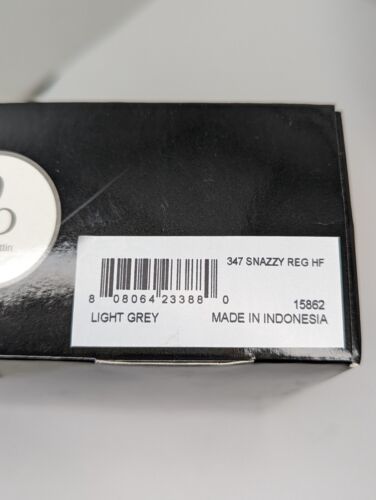 347 SNAZZY REG HF
8 08064 23388 0
15862
LIGHT GREY
MADE IN INDONESIA